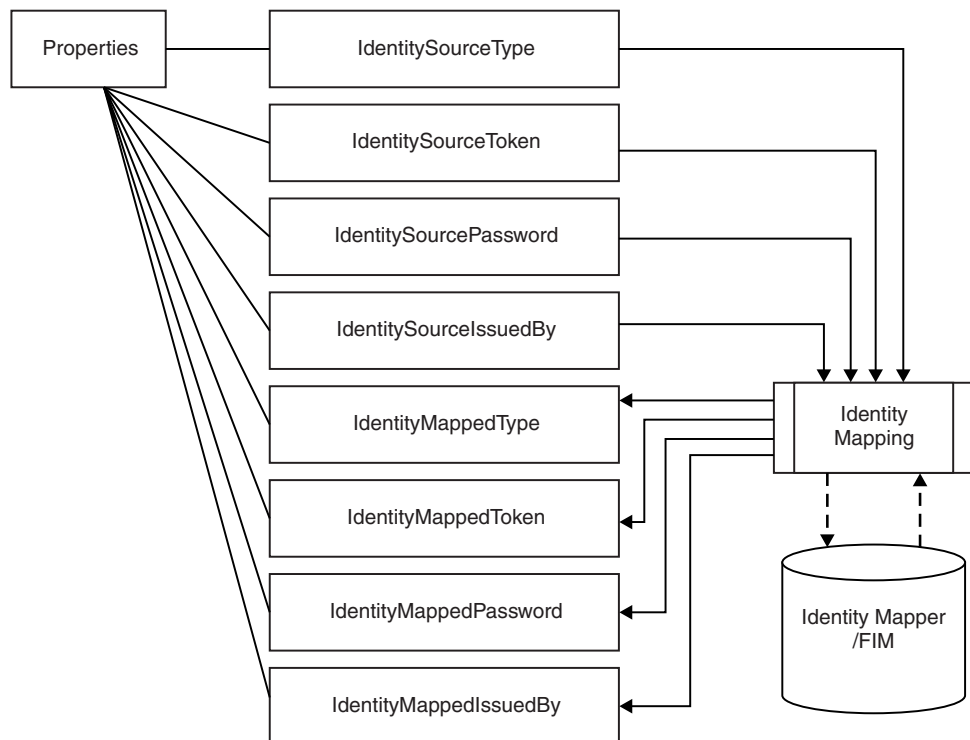 Properties
IdentitySourceType
IdentitySourceToken
IdentitySourcePassword
IdentitySourceIssuedBy
IdentityMappedType
IdentityMappedToken
IdentityMappedPassword
IdentityMappedIssuedBy
Identity
Mapping
Identity Mapper
/FIM